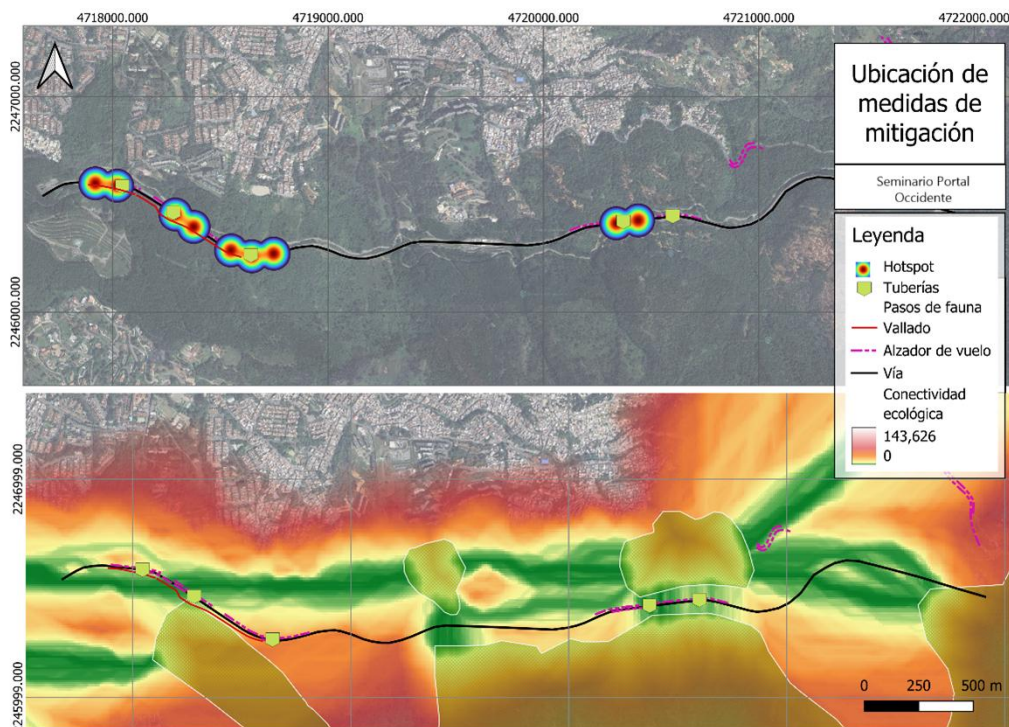 4718000.000
4719000.000
4720000.000
4721000.000
4722000.000
2247000.000
2246000.000
Ubicación de
medidas de
mitigación
Seminario Portal
Occidente
Leyenda
Hotspot
Tuberías
Pasos de fauna
Vallado
Alzador de vuelo
Vía
Conectividad
ecológica
143,626
0
2246999.000
245999.000
0 250 500 m